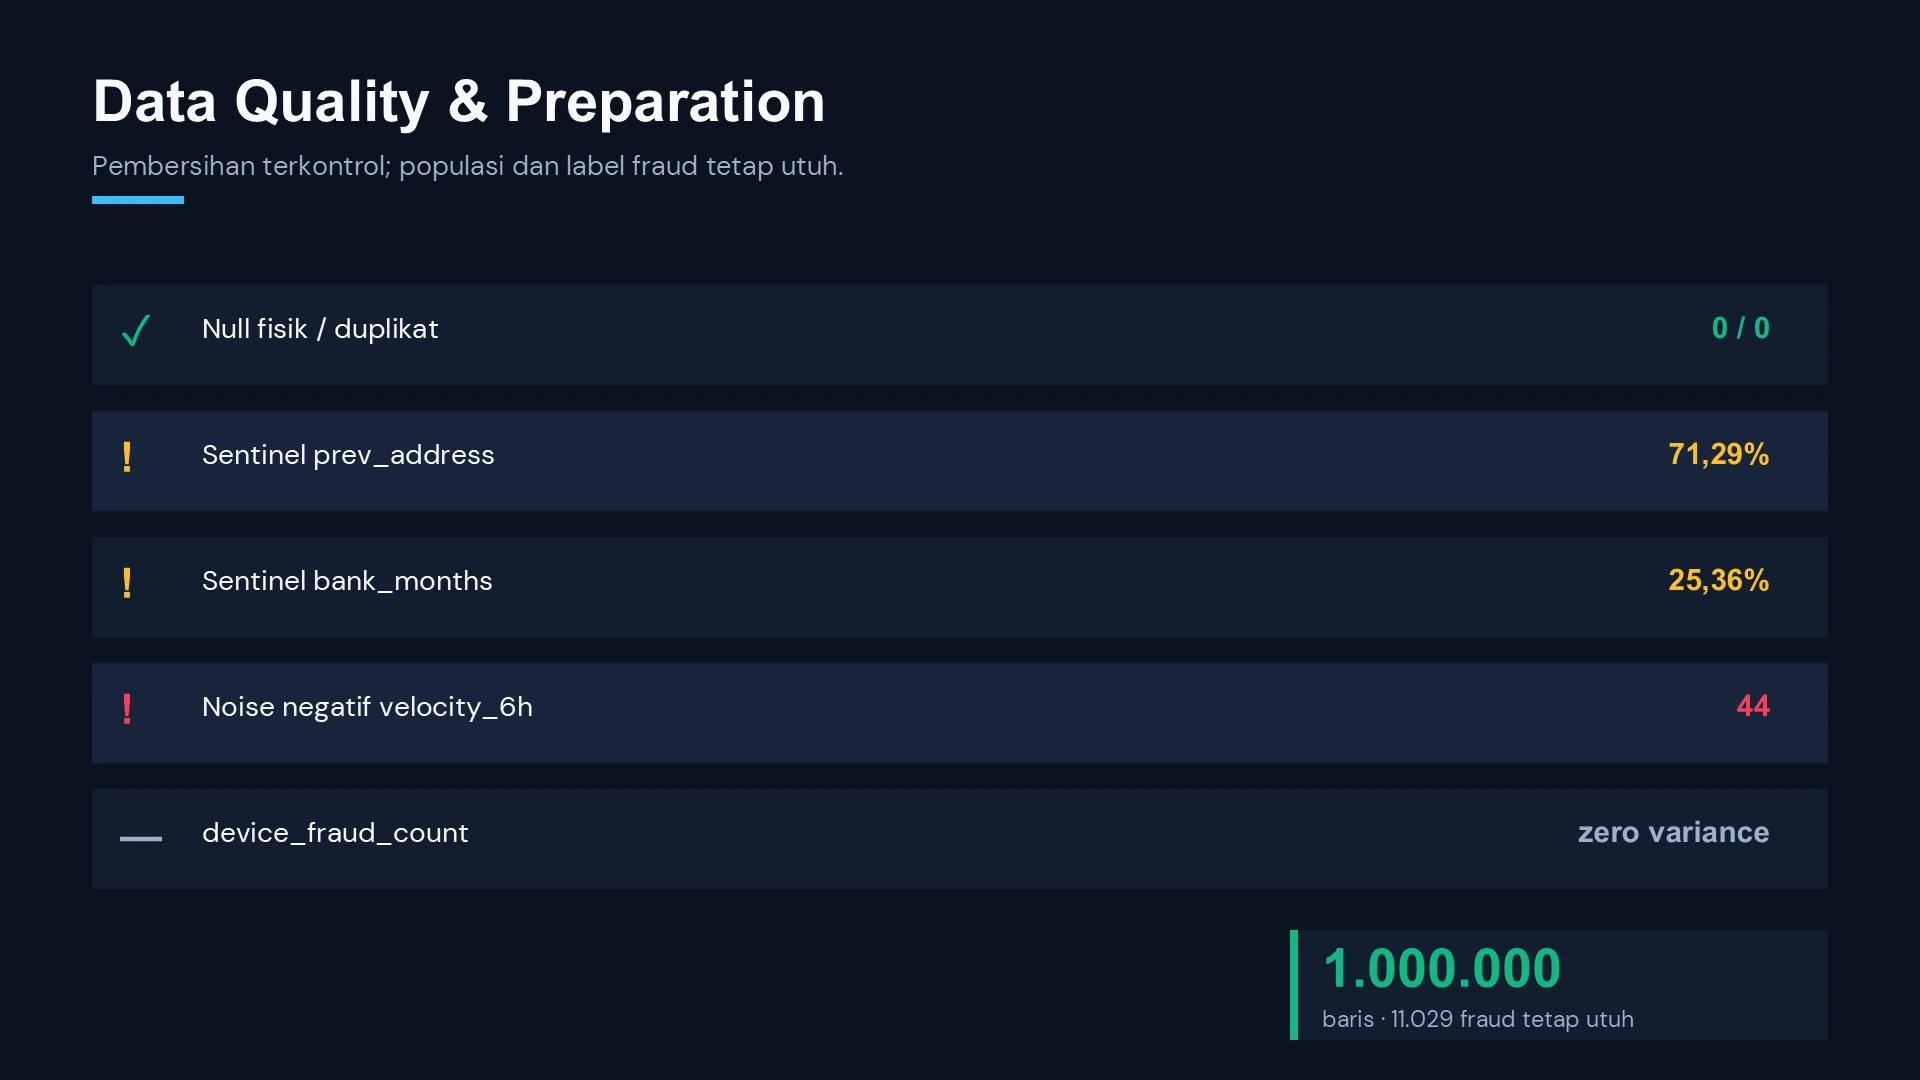 Data Quality & Preparation
Pembersihan terkontrol; populasi dan label fraud tetap utuh.
✓ Null fisik / duplikat 0 / 0
! Sentinel prev_address 71,29%
! Sentinel bank_months 25,36%
! Noise negatif velocity_6h 44
— device_fraud_count zero variance
1.000.000
baris · 11.029 fraud tetap utuh